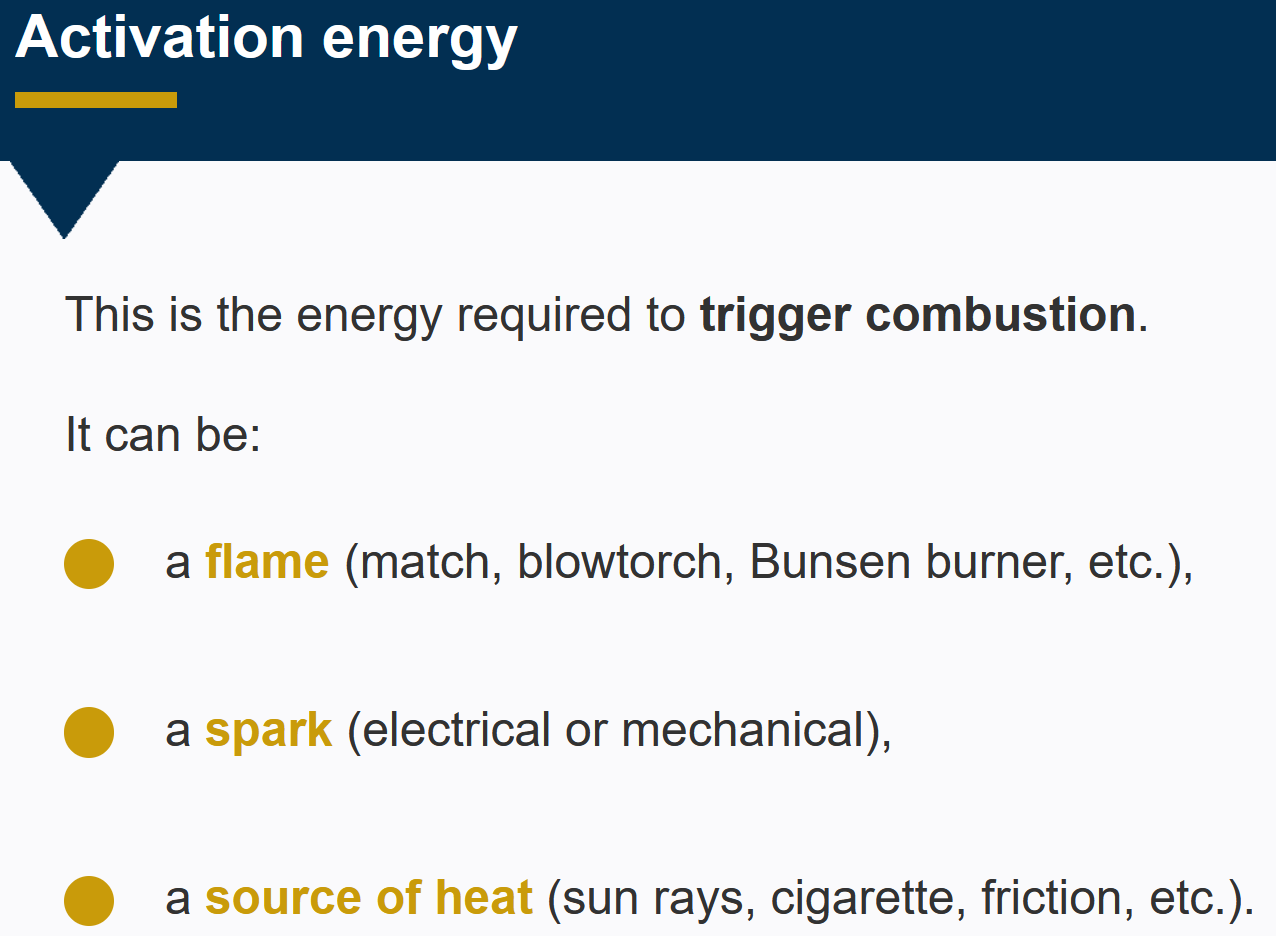 Activation energy
This is the energy required to trigger combustion.
It can be:
a flame (match, blowtorch, Bunsen burner, etc.),
a spark (electrical or mechanical),
a source of heat (sun rays, cigarette, friction, etc.).